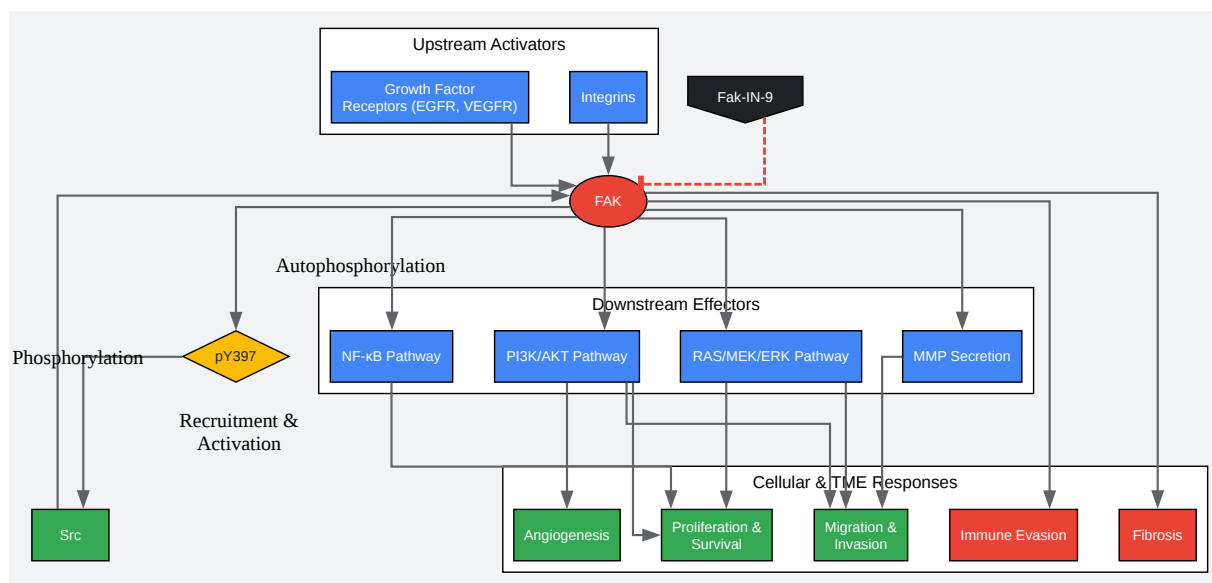 Upstream Activators
Growth Factor
Receptors (EGFR, VEGFR)
Integrins
Fak-IN-9
FAK
Autophosphorylation
Downstream Effectors
NF-κB Pathway
PI3K/AKT Pathway
RAS/MEK/ERK Pathway
MMP Secretion
Phosphorylation
pY397
Recruitment &
Activation
Cellular & TME Responses
Src
Angiogenesis
Proliferation &
Survival
Migration &
Invasion
Immune Evasion
Fibrosis